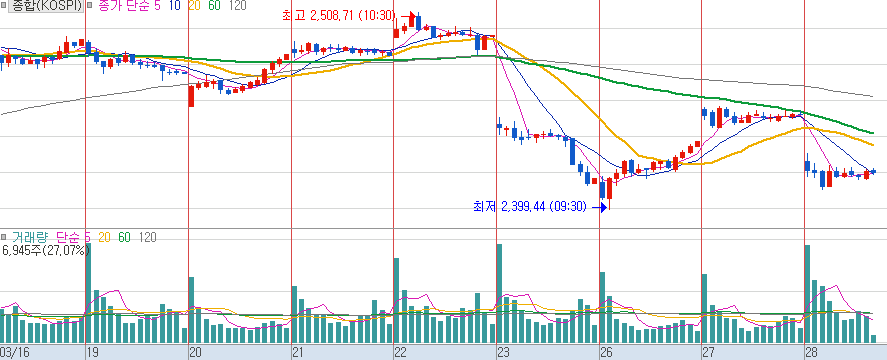 종합(KOSPI) 종가 단순 5 10 20 60 120
최고 2,508,71 (10:30)
최저 2,399,44 (09:30)
거래량 단순 5 20 60 120
6,945주(27,07%)
03/16 19 20 21 22 23 26 27 28